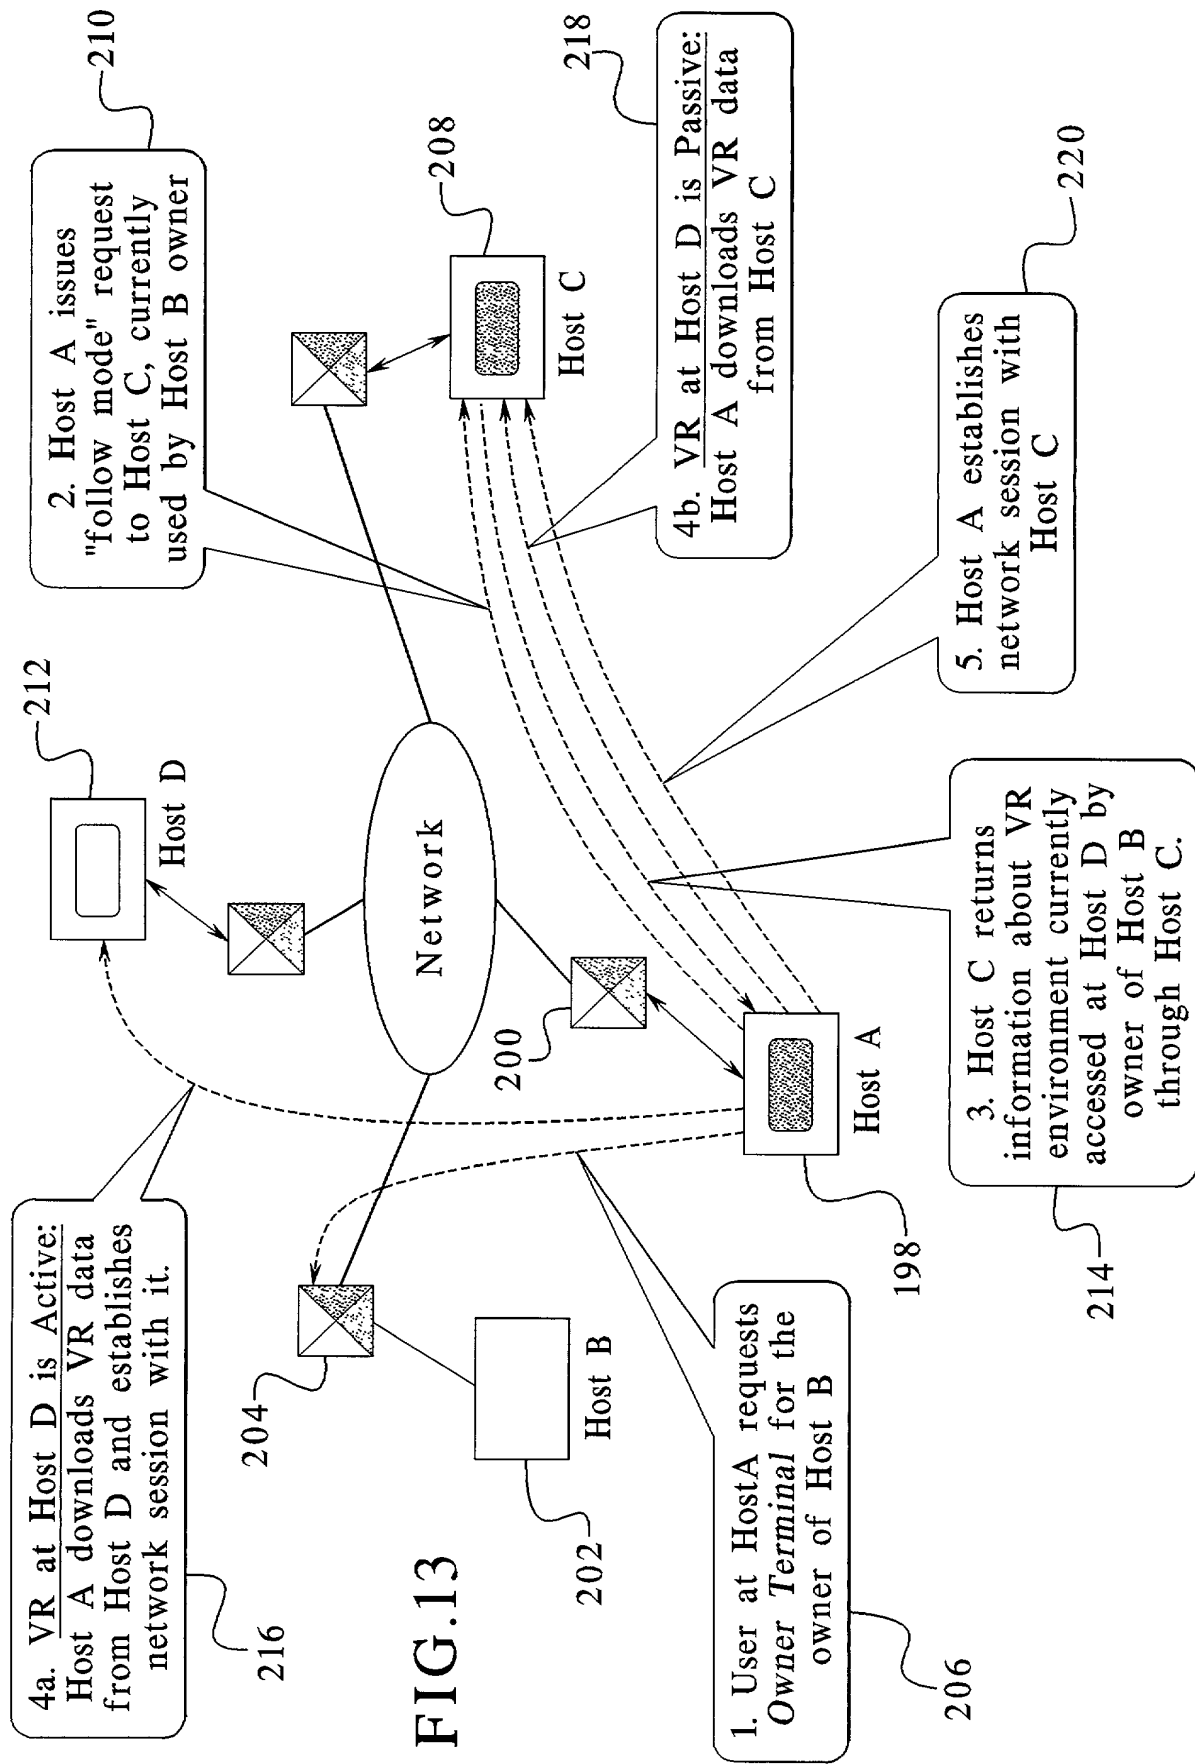 4a. VR at Host D is Active:
Host A downloads VR data
from Host D and establishes
network session with it.
216
212
Host D
2. Host A issues
"follow mode" request
to Host C, currently
used by Host B owner
210
FIG.13
204
Host B
202
Network
200
Host C
208
Host A
198
4b. VR at Host D is Passive:
Host A downloads VR data
from Host C
218
1. User at HostA requests
Owner Terminal for the
owner of Host B
206
3. Host C returns
information about VR
environment currently
accessed at Host D by
owner of Host B
through Host C.
214
5. Host A establishes
network session with
Host C
220